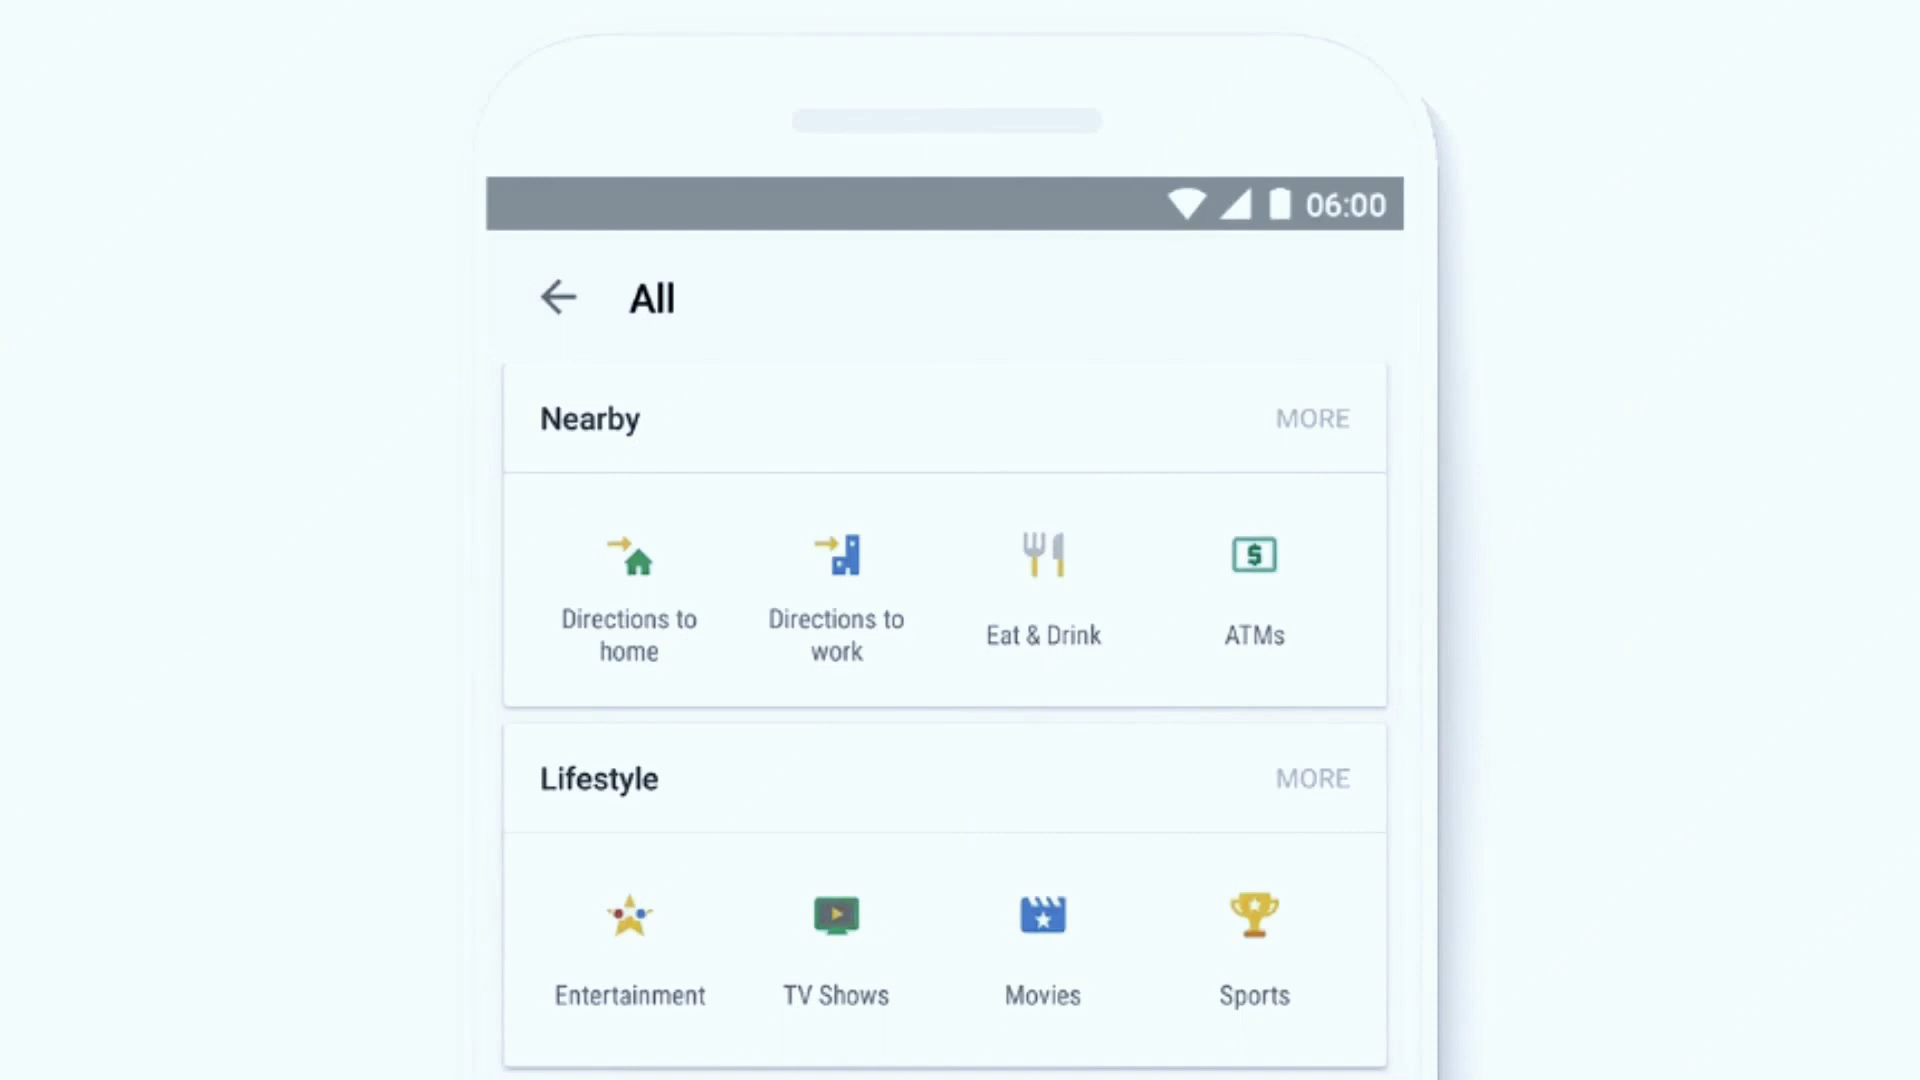 06:00
All
Nearby
MORE
Directions to
home
Directions to
work
Eat & Drink
ATMs
Lifestyle
MORE
Entertainment
TV Shows
Movies
Sports